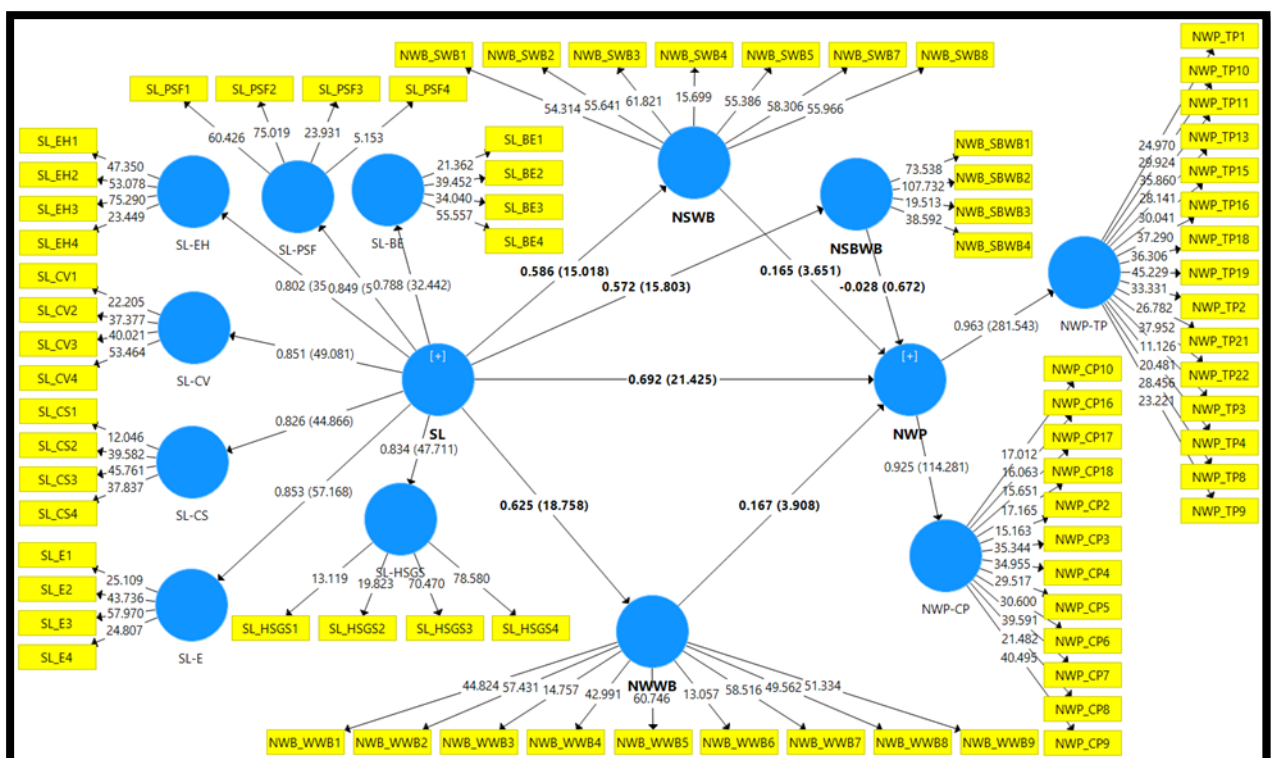 NWB_SWB1 NWB_SWB2 NWB_SWB3 NWB_SWB4 NWB_SWB5 NWB_SWB7 NWB_SWB8
54.314 55.641 61.821 15.699 55.386 58.306 55.966
NSWB
SL_PSF1 SL_PSF2 SL_PSF3 SL_PSF4
60.426 75.019 23.931 5.153
SL-PSF
SL_EH1
SL_EH2
SL_EH3
SL_EH4
47.350
53.078
75.290
23.449
SL-EH
SL_BE1
SL_BE2
SL_BE3
SL_BE4
21.362
39.452
34.040
55.557
SL-BE
NWB_SBWB1
NWB_SBWB2
NWB_SBWB3
NWB_SBWB4
73.538
107.732
19.513
38.592
NSBWB
SL_CV1
SL_CV2
SL_CV3
SL_CV4
22.205
37.377
40.021
53.464
SL-CV
SL_CS1
SL_CS2
SL_CS3
SL_CS4
12.046
39.582
45.761
37.837
SL-CS
SL_E1
SL_E2
SL_E3
SL_E4
25.109
43.736
57.970
24.807
SL-E
0.802 (35
0.849 (5
0.788 (32.442)
0.851 (49.081)
0.826 (44.866)
0.853 (57.168)
0.834 (47.711)
[+]
SL
0.586 (15.018)
0.572 (15.803)
0.692 (21.425)
0.625 (18.758)
0.165 (3.651)
-0.028 (0.672)
0.167 (3.908)
[+]
NWP
0.963 (281.543)
0.925 (114.281)
SL-HSGS
13.119 19.823 70.470 78.580
SL_HSGS1 SL_HSGS2 SL_HSGS3 SL_HSGS4
NWWB
44.824 57.431 14.757 42.991 60.746 13.057 58.516 49.562 51.334
NWB_WWB1 NWB_WWB2 NWB_WWB3 NWB_WWB4 NWB_WWB5 NWB_WWB6 NWB_WWB7 NWB_WWB8 NWB_WWB9
NWP-TP
24.970
29.924
35.860
28.141
30.041
37.290
36.306
45.229
33.331
26.782
37.952
11.126
20.481
28.456
23.221
NWP_TP1
NWP_TP10
NWP_TP11
NWP_TP13
NWP_TP15
NWP_TP16
NWP_TP18
NWP_TP19
NWP_TP2
NWP_TP21
NWP_TP22
NWP_TP3
NWP_TP4
NWP_TP8
NWP_TP9
NWP-CP
17.012
16.063
15.651
17.165
15.163
35.344
34.955
29.517
30.600
39.591
21.482
40.495
NWP_CP10
NWP_CP16
NWP_CP17
NWP_CP18
NWP_CP2
NWP_CP3
NWP_CP4
NWP_CP5
NWP_CP6
NWP_CP7
NWP_CP8
NWP_CP9